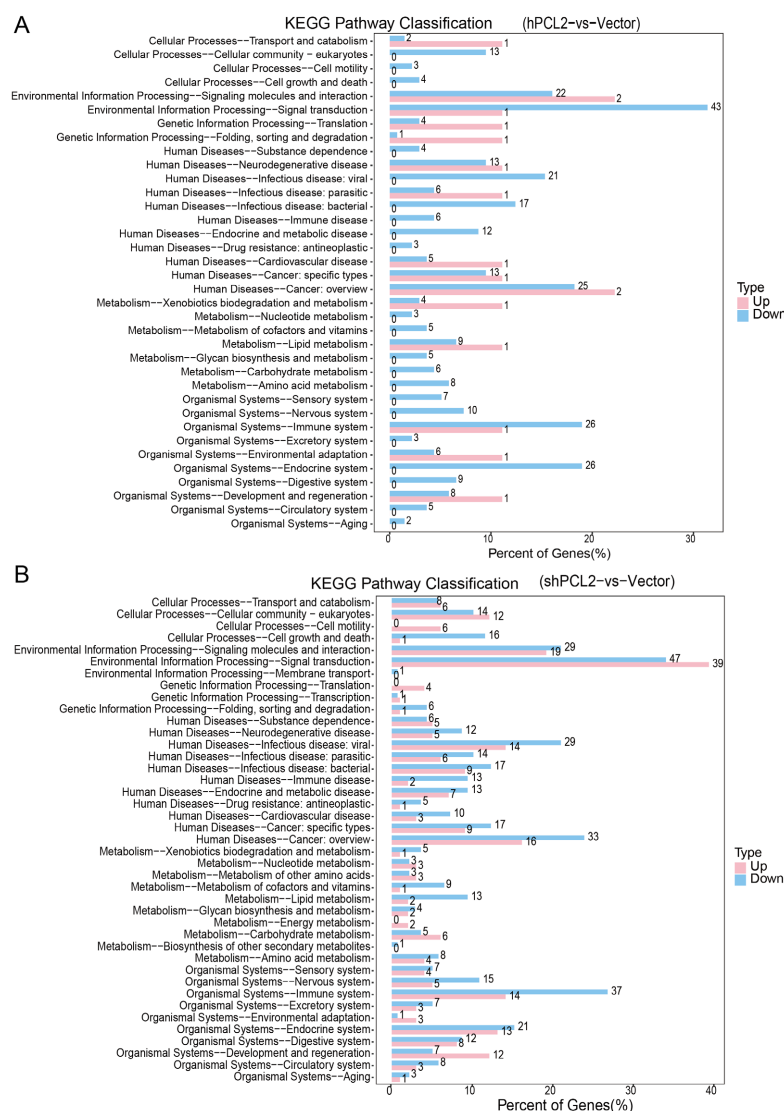 A
KEGG Pathway Classification (hPCL2-vs-Vector)
Cellular Processes--Transport and catabolism 2 1
Cellular Processes--Cellular community - eukaryotes 13 0
Cellular Processes--Cell motility 3 0
Cellular Processes--Cell growth and death 4 0
Environmental Information Processing--Signaling molecules and interaction 22 2
Environmental Information Processing--Signal transduction 43 1
Genetic Information Processing--Translation 4 1
Genetic Information Processing--Folding, sorting and degradation 1 1
Human Diseases--Substance dependence 4 0
Human Diseases--Neurodegenerative disease 13 1
Human Diseases--Infectious disease: viral 21 0
Human Diseases--Infectious disease: parasitic 6 1
Human Diseases--Infectious disease: bacterial 17 0
Human Diseases--Immune disease 6 0
Human Diseases--Endocrine and metabolic disease 12 0
Human Diseases--Drug resistance: antineoplastic 3 0
Human Diseases--Cardiovascular disease 5 1
Human Diseases--Cancer: specific types 13 1
Human Diseases--Cancer: overview 25 2
Metabolism--Xenobiotics biodegradation and metabolism 4 1
Metabolism--Nucleotide metabolism 3 0
Metabolism--Metabolism of cofactors and vitamins 5 0
Metabolism--Lipid metabolism 9 1
Metabolism--Glycan biosynthesis and metabolism 5 0
Metabolism--Carbohydrate metabolism 6 0
Metabolism--Amino acid metabolism 8 0
Organismal Systems--Sensory system 7 0
Organismal Systems--Nervous system 10 0
Organismal Systems--Immune system 26 1
Organismal Systems--Excretory system 3 0
Organismal Systems--Environmental adaptation 6 1
Organismal Systems--Endocrine system 26 0
Organismal Systems--Digestive system 9 0
Organismal Systems--Development and regeneration 8 1
Organismal Systems--Circulatory system 5 0
Organismal Systems--Aging 2 0
0 10 20 30
Percent of Genes(%)
Type
Up
Down
B
KEGG Pathway Classification (shPCL2-vs-Vector)
Cellular Processes--Transport and catabolism 8 6
Cellular Processes--Cellular community - eukaryotes 14 12
Cellular Processes--Cell motility 0 6
Cellular Processes--Cell growth and death 16 1
Environmental Information Processing--Signaling molecules and interaction 29 19
Environmental Information Processing--Signal transduction 47 39
Environmental Information Processing--Membrane transport 1 0
Genetic Information Processing--Translation 0 4
Genetic Information Processing--Transcription 1 1
Genetic Information Processing--Folding, sorting and degradation 6 1
Human Diseases--Substance dependence 6 5
Human Diseases--Neurodegenerative disease 12 5
Human Diseases--Infectious disease: viral 29 14
Human Diseases--Infectious disease: parasitic 14 6
Human Diseases--Infectious disease: bacterial 17 9
Human Diseases--Immune disease 13 2
Human Diseases--Endocrine and metabolic disease 13 7
Human Diseases--Drug resistance: antineoplastic 5 1
Human Diseases--Cardiovascular disease 10 3
Human Diseases--Cancer: specific types 17 9
Human Diseases--Cancer: overview 33 16
Metabolism--Xenobiotics biodegradation and metabolism 5 1
Metabolism--Nucleotide metabolism 3 3
Metabolism--Metabolism of other amino acids 3 3
Metabolism--Metabolism of cofactors and vitamins 9 1
Metabolism--Lipid metabolism 13 2
Metabolism--Glycan biosynthesis and metabolism 4 2
Metabolism--Energy metabolism 0 2
Metabolism--Carbohydrate metabolism 5 6
Metabolism--Biosynthesis of other secondary metabolites 1 0
Metabolism--Amino acid metabolism 8 4
Organismal Systems--Sensory system 7 4
Organismal Systems--Nervous system 15 5
Organismal Systems--Immune system 37 14
Organismal Systems--Excretory system 7 3
Organismal Systems--Environmental adaptation 1 3
Organismal Systems--Endocrine system 21 13
Organismal Systems--Digestive system 12 8
Organismal Systems--Development and regeneration 7 12
Organismal Systems--Circulatory system 8 3
Organismal Systems--Aging 3 1
0 10 20 30 40
Percent of Genes(%)
Type
Up
Down